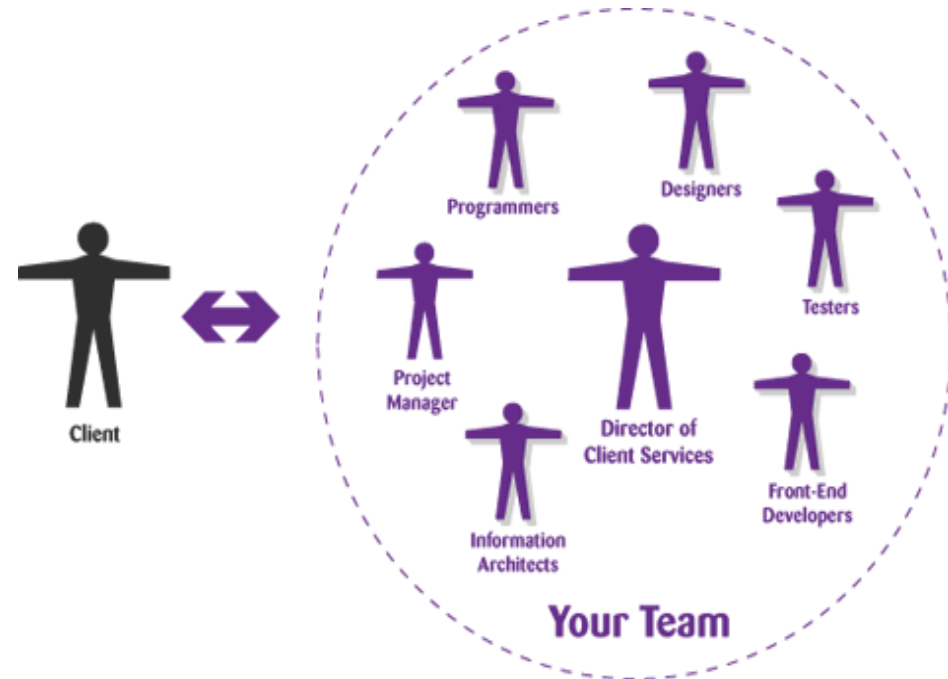 Programmers
Designers
Testers
Client
Project
Manager
Director of
Client Services
Front-End
Developers
Information
Architects
Your Team